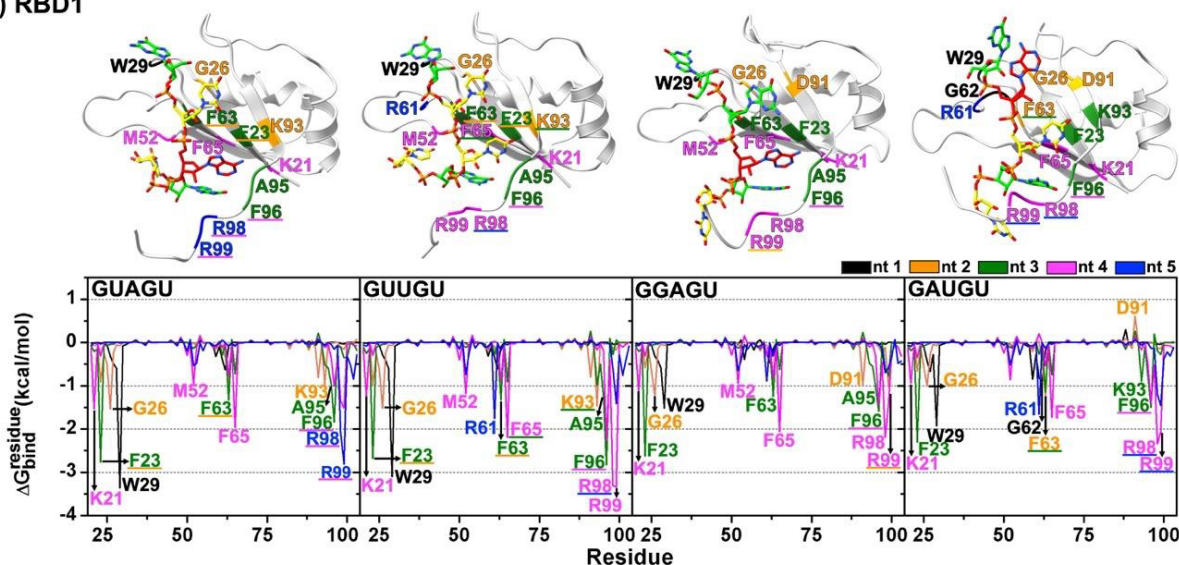 ) RBD1
W29 G26 F63 F23 K93 M52 F65 K21 A95 F96 R98 R99
W29 G26 R61 F63 F23 K93 M52 F65 K21 A95 F96 R99 R98
W29 G26 D91 F63 F23 M52 F65 K21 A95 F96 R98 R99
W29 G26 D91 G62 R61 F63 K93 F23 F65 K21 F96 R99 R98
nt 1 nt 2 nt 3 nt 4 nt 5
GUAGU GUUGU GGAGU GAUGU
1
0
-1
-2
-3
-4
ΔG residue bind (kcal/mol)
M52 K93 G26 F63 A95 F96 F65 R98 F23 R99 W29 K21
M52 K93 G26 R61 F65 A95 F63 F23 F96 W29 K21 R98 R99
M52 D91 W29 A95 G26 F63 F96 F23 F65 R98 K21 R99
D91 G26 K93 R61 F65 F96 W29 G62 F23 F63 R98 K21 R99
25 50 75 100 25 50 75 100 25 50 75 100 25 50 75 100
Residue